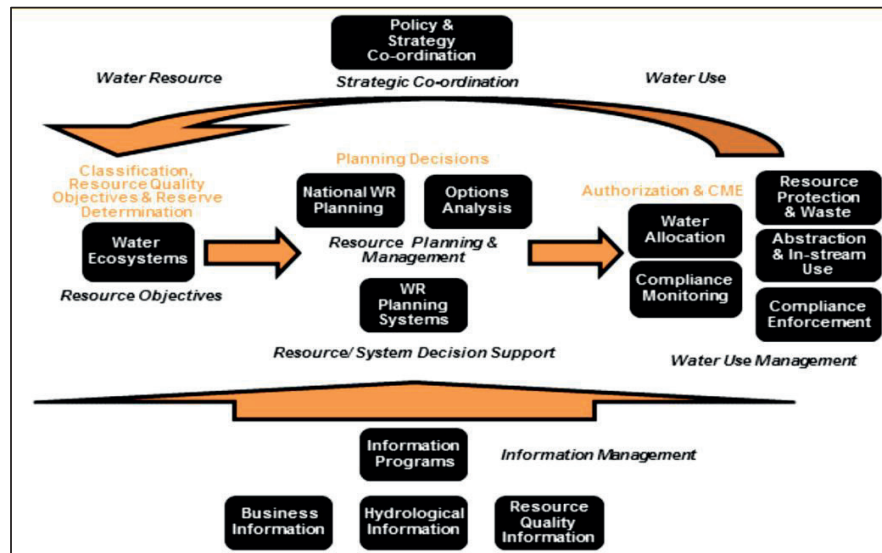 Policy &
Strategy
Co-ordination
Water Resource
Strategic Co-ordination
Water Use
Classification,
Resource Quality
Objectives & Reserve
Determination
Water
Ecosystems
Resource Objectives
Planning Decisions
National WR
Planning
Options
Analysis
Resource Planning &
Management
WR
Planning
Systems
Resource/ System Decision Support
Authorization & CME
Water
Allocation
Compliance
Monitoring
Resource
Protection
& Waste
Abstraction
& In-stream
Use
Compliance
Enforcement
Water Use Management
Information
Programs
Information Management
Business
Information
Hydrological
Information
Resource
Quality
Information